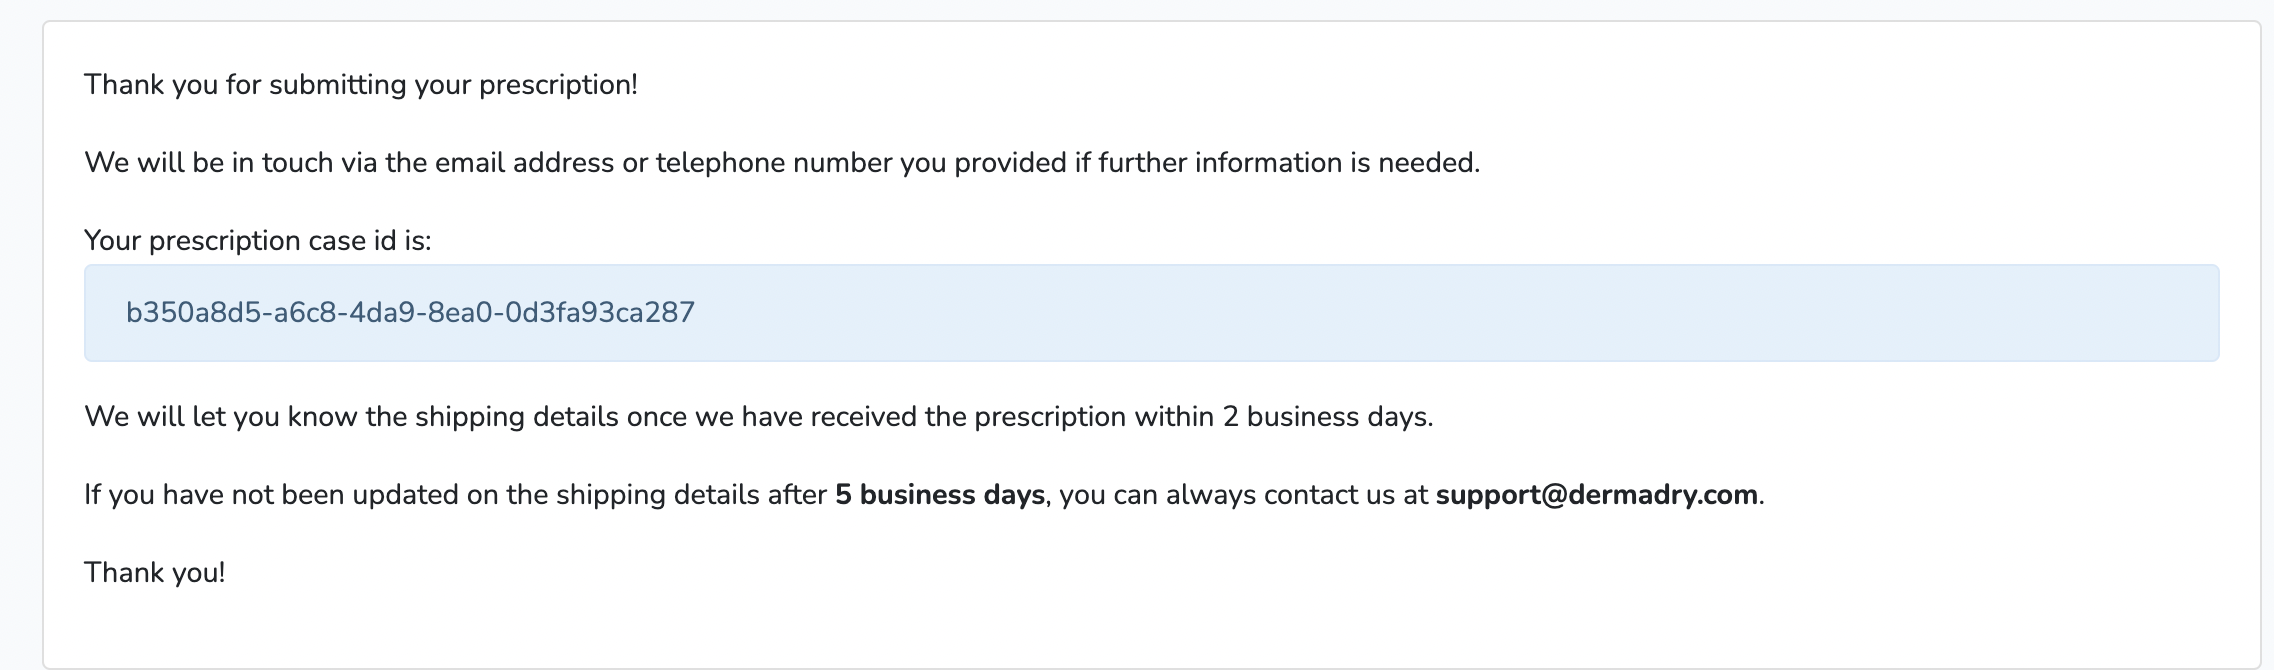 Thank you for submitting your prescription!
We will be in touch via the email address or telephone number you provided if further information is needed.
Your prescription case id is:
b350a8d5-a6c8-4da9-8ea0-0d3fa93ca287
We will let you know the shipping details once we have received the prescription within 2 business days.
If you have not been updated on the shipping details after 5 business days, you can always contact us at support@dermadry.com.
Thank you!